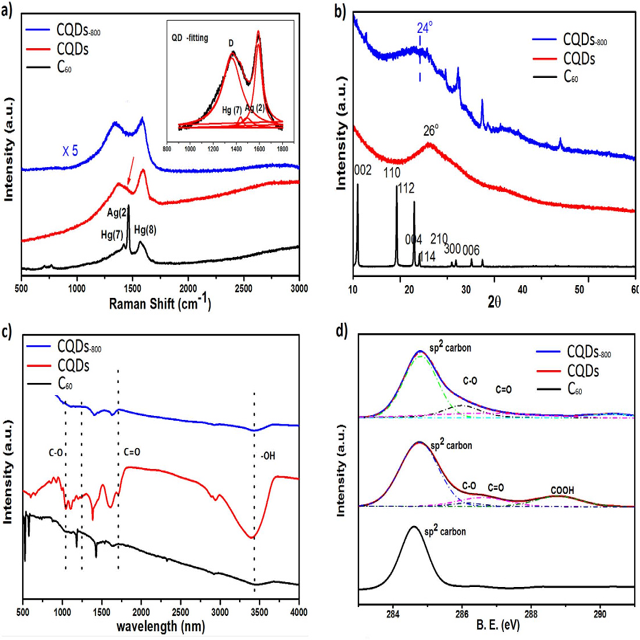 a)
CQDs-800
CQDs
C60
QD -fitting
D
Hg (7) Ag (2)
900 1000 1200 1400 1600 1800
X 5
Ag(2
Hg(7)
Hg(8)
Intensity (a.u.)
500 1000 1500 2000 2500 3000
Raman Shift (cm-1)
b)
CQDs-800
CQDs
C60
24°
26°
002 110
112
004
114
210
300 006
Intensity (a.u.)
10 20 30 40 50 60
2θ
c)
CQDs-800
CQDs
C60
C-O
C=O
-OH
Intensity (a.u.)
500 1000 1500 2000 2500 3000 3500 4000
wavelength (nm)
d)
CQDs-800
CQDs
C60
sp2 carbon
C-O
C=O
sp2 carbon
C-O
C=O
COOH
sp2 carbon
Intensity (a.u.)
284 286 288 290
B. E. (eV)